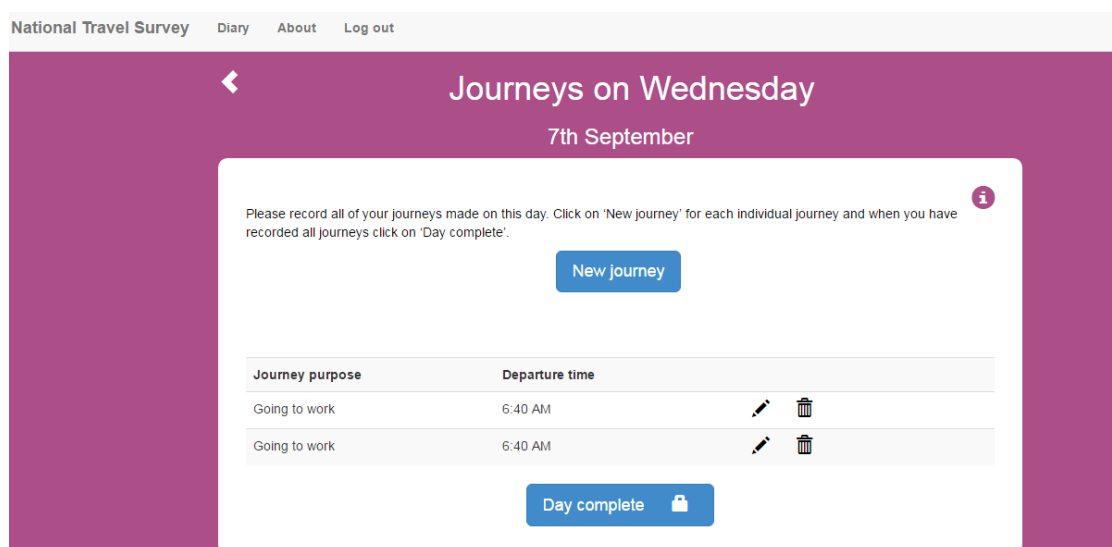 National Travel Survey Diary About Log out
Journeys on Wednesday
7th September
Please record all of your journeys made on this day. Click on ‘New journey’ for each individual journey and when you have
recorded all journeys click on ‘Day complete’.
New journey
Journey purpose Departure time
Going to work 6:40 AM
Going to work 6:40 AM
Day complete